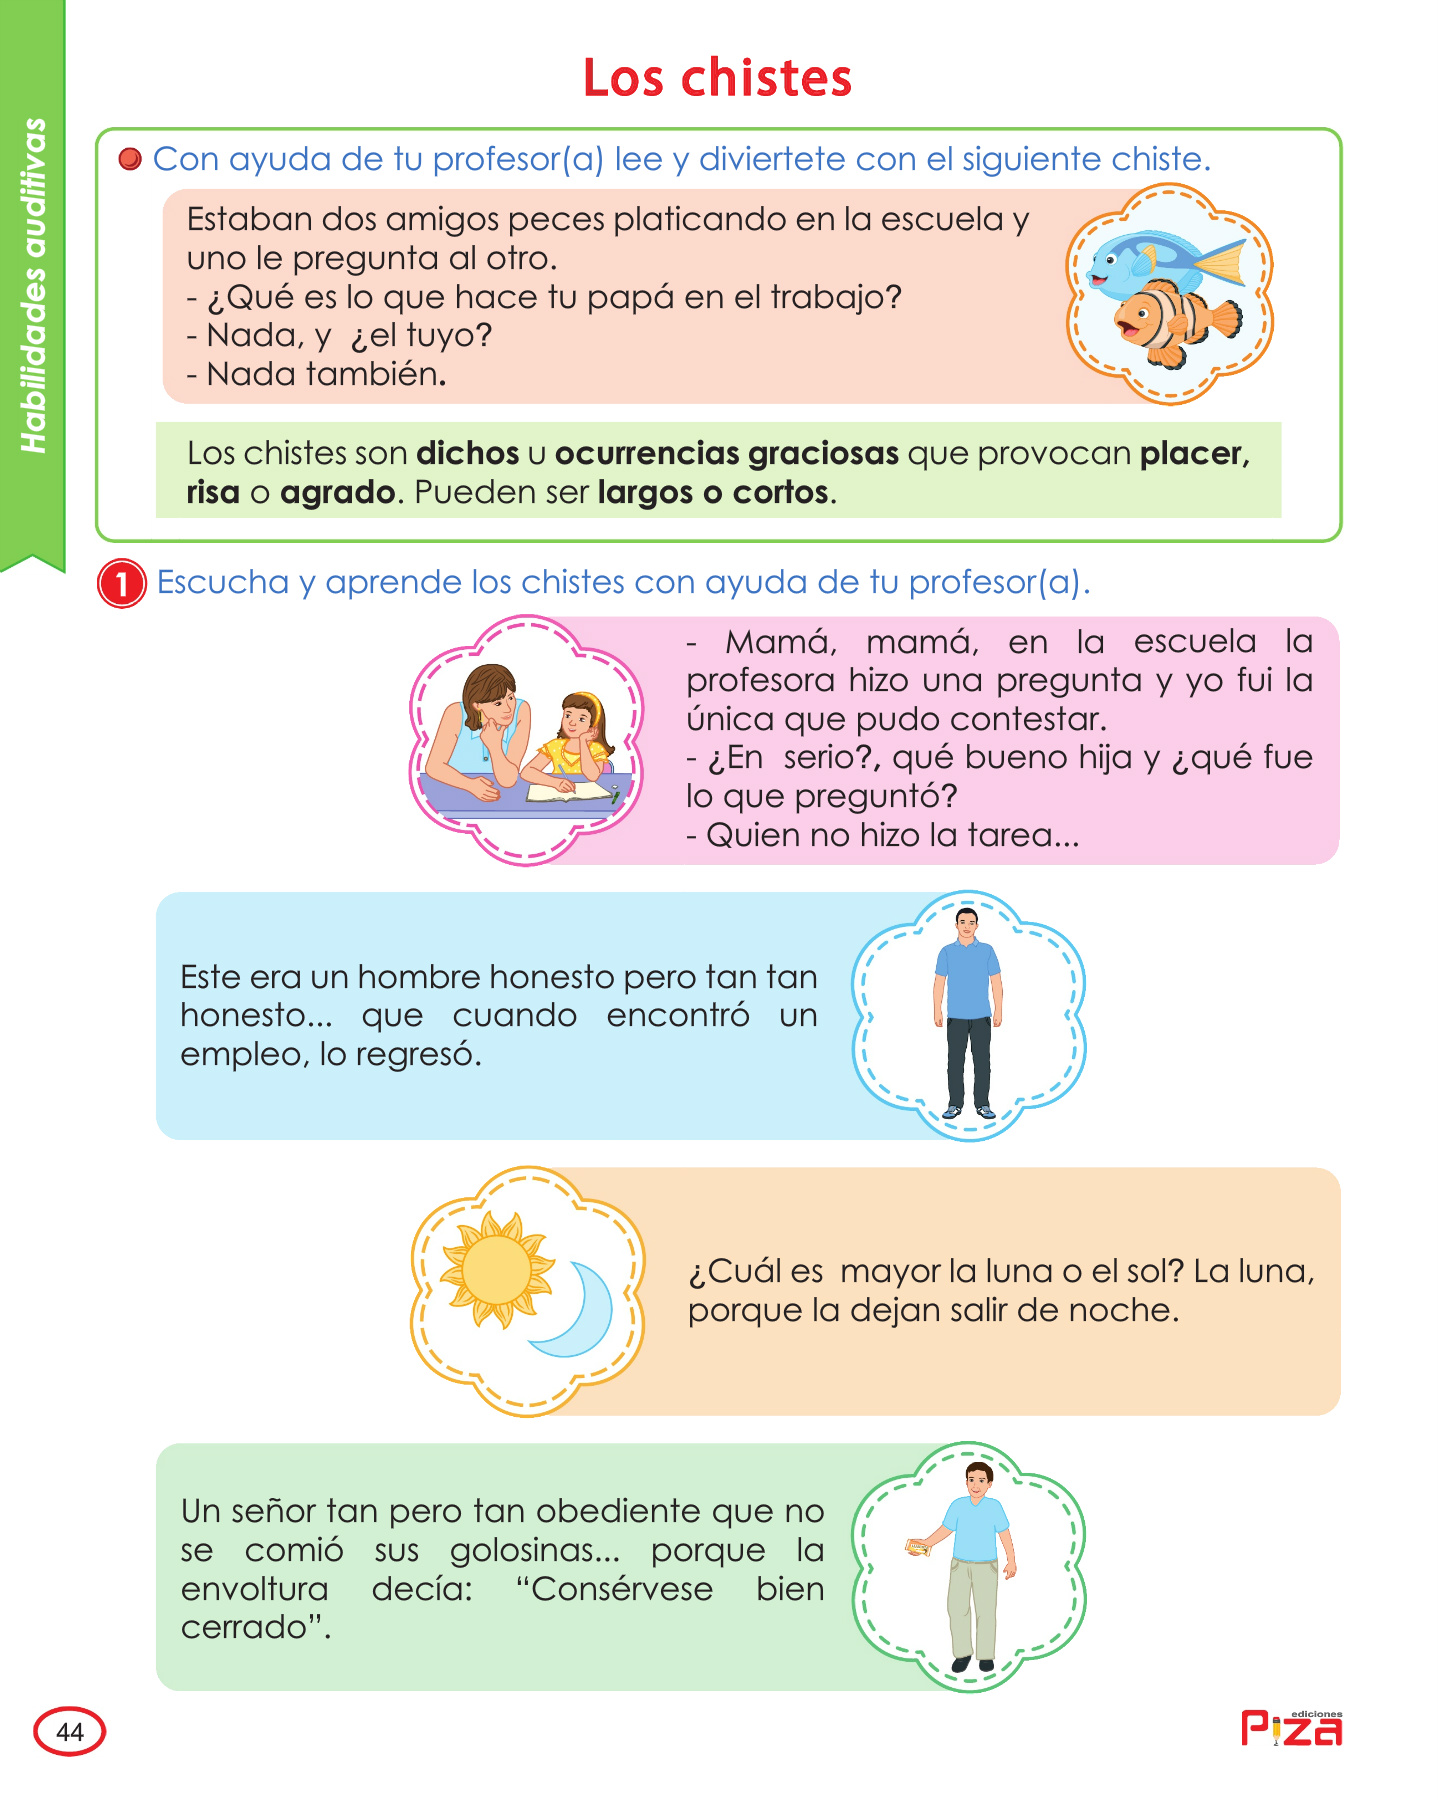 Los chistes
Habilidades auditivas
Con ayuda de tu profesor(a) lee y diviertete con el siguiente chiste.
Estaban dos amigos peces platicando en la escuela y
uno le pregunta al otro.
- ¿Qué es lo que hace tu papá en el trabajo?
- Nada, y ¿el tuyo?
- Nada también.
Los chistes son dichos u ocurrencias graciosas que provocan placer,
risa o agrado. Pueden ser largos o cortos.
1 Escucha y aprende los chistes con ayuda de tu profesor(a).
- Mamá, mamá, en la escuela la
profesora hizo una pregunta y yo fui la
única que pudo contestar.
- ¿En serio?, qué bueno hija y ¿qué fue
lo que preguntó?
- Quien no hizo la tarea...
Este era un hombre honesto pero tan tan
honesto... que cuando encontró un
empleo, lo regresó.
¿Cuál es mayor la luna o el sol? La luna,
porque la dejan salir de noche.
Un señor tan pero tan obediente que no
se comió sus golosinas... porque la
envoltura decía: “Consérvese bien
cerrado”.
44
ediciones
Piza